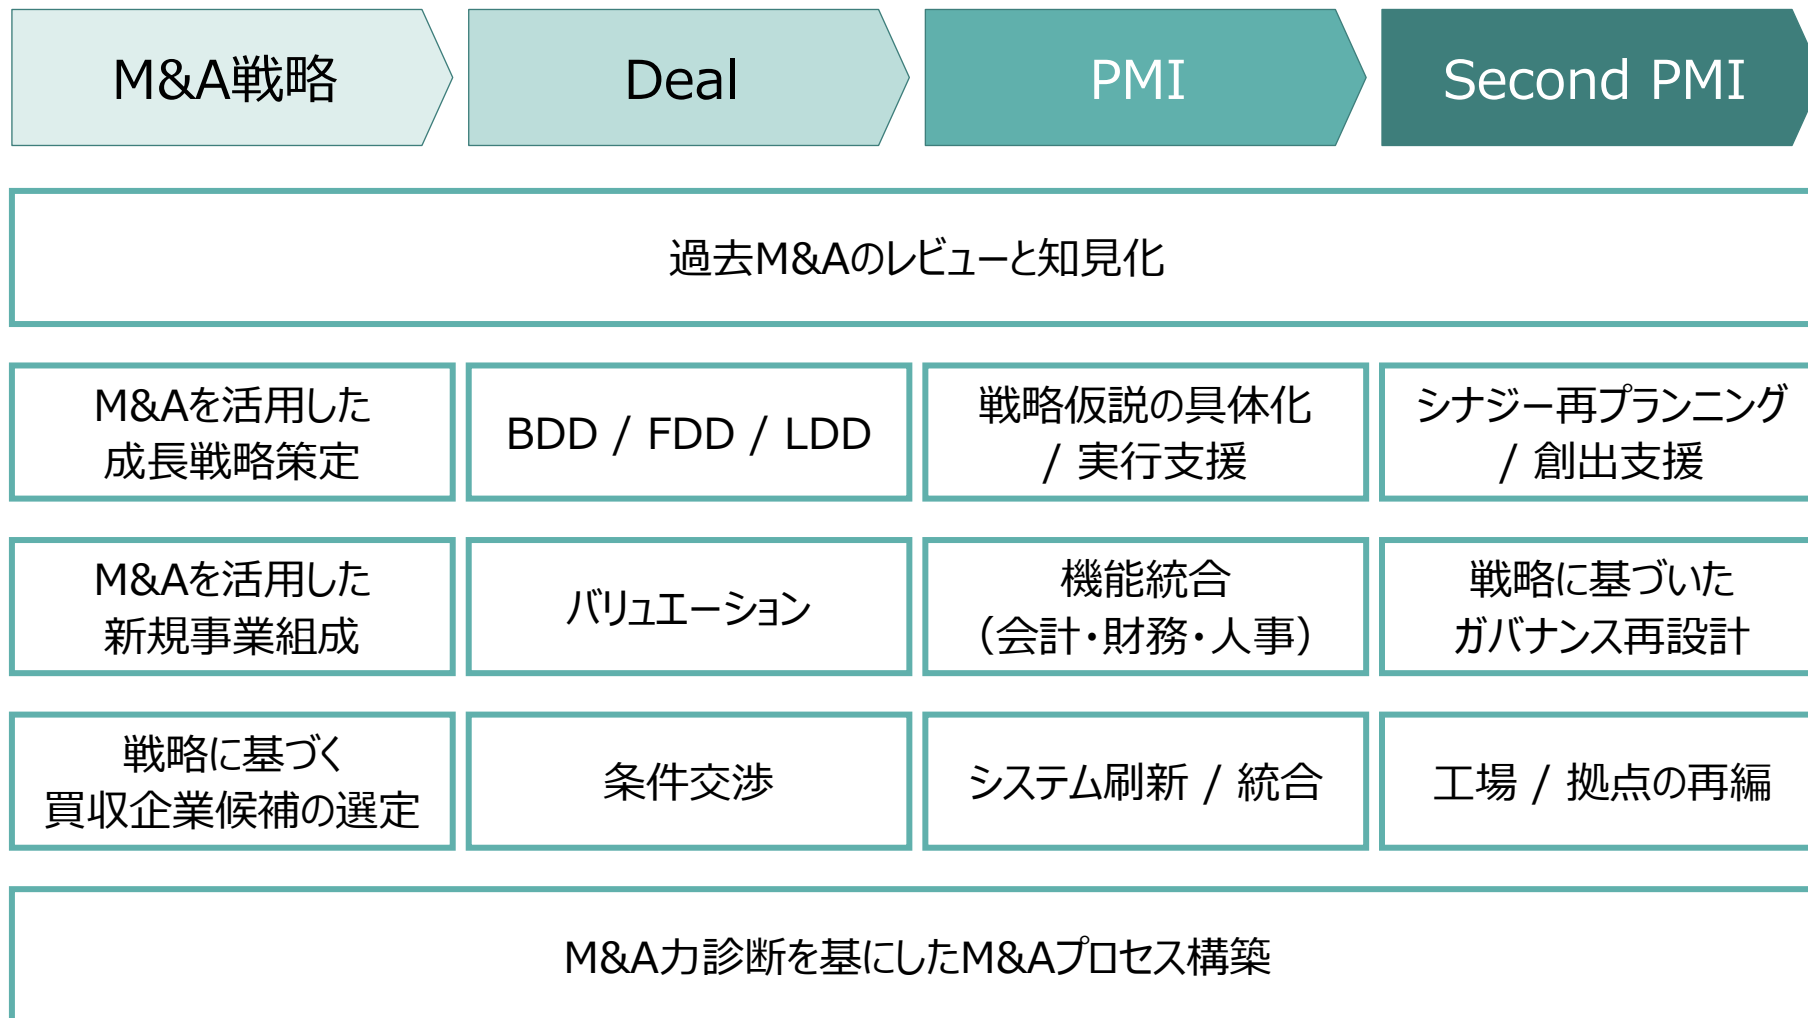 M&A戦略
Deal
PMI
Second PMI
過去M&Aのレビューと知見化
M&Aを活用した
成長戦略策定
BDD / FDD / LDD
戦略仮説の具体化
/ 実行支援
シナジー再プランニング
/ 創出支援
M&Aを活用した
新規事業組成
バリュエーション
機能統合
（会計・財務・人事）
戦略に基づいた
ガバナンス再設計
戦略に基づく
買収企業候補の選定
条件交渉
システム刷新 / 統合
工場 / 拠点の再編
M&A力診断を基にしたM&Aプロセス構築